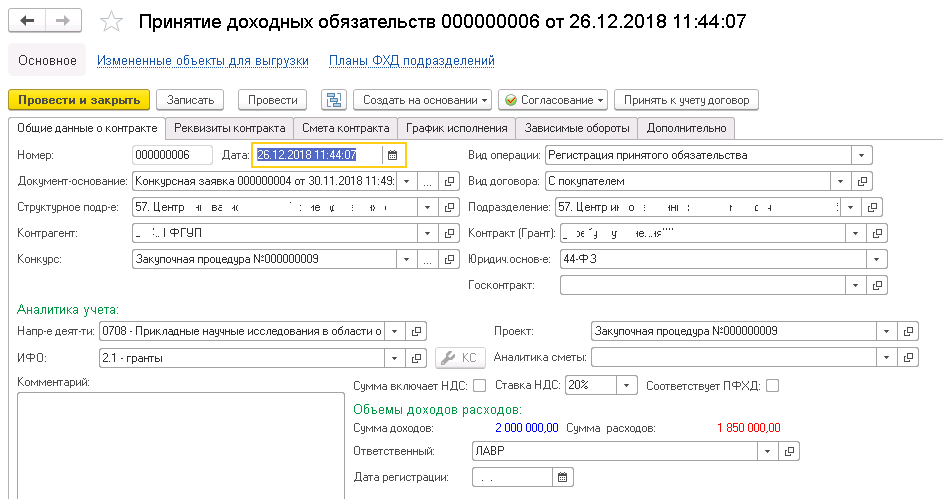 Принятие доходных обязательств 000000006 от 26.12.2018 11:44:07
Основное Измененные объекты для выгрузки Планы ФХД подразделений
Провести и закрыть Записать Провести Создать на основании Согласование Принять к учету договор
Общие данные о контракте Реквизиты контракта Смета контракта График исполнения Зависимые обороты Дополнительно
Номер: 000000006 Дата: 26.12.2018 11:44:07 Вид операции: Регистрация принятого обязательства
Документ-основание: Конкурсная заявка 000000004 от 30.11.2018 11:49: Вид договора: С покупателем
Структурное подр-е: 57. Центр Подразделение: 57. Центр
Контрагент: ФГУП Контракт (Грант):
Конкурс: Закупочная процедура №000000009 Юридич.основ-е: 44-ФЗ
Госконтракт:
Аналитика учета:
Напр-е деят-ти: 0708 - Прикладные научные исследования в области о Проект: Закупочная процедура №000000009
ИФО: 2.1 - гранты КС Аналитика сметы:
Комментарий: Сумма включает НДС: Ставка НДС: 20% Соответствует ПФХД:
Объемы доходов расходов:
Сумма доходов: 2 000 000,00 Сумма расходов: 1 850 000,00
Ответственный: ЛАВР
Дата регистрации: . .